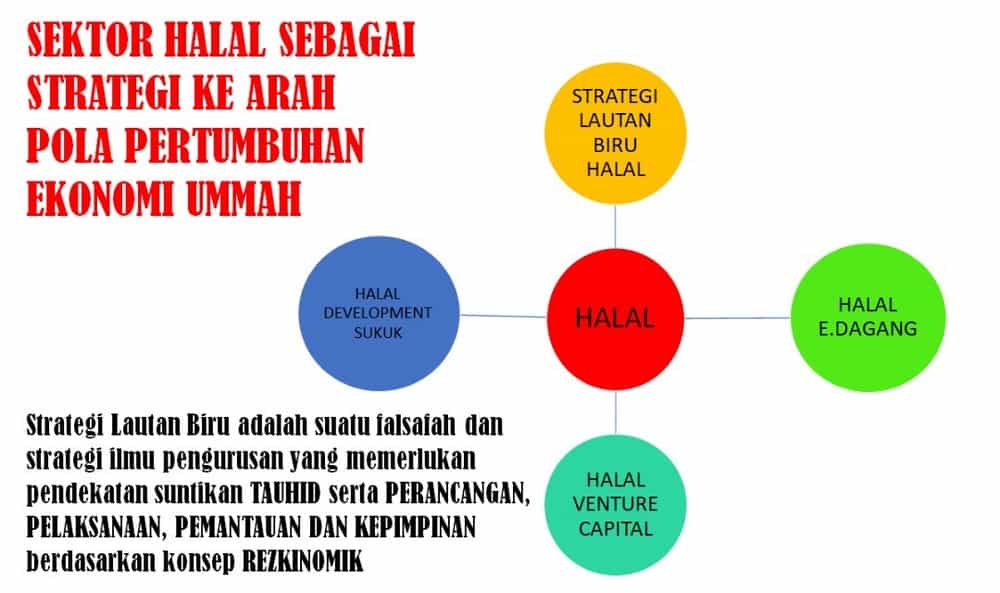 SEKTOR HALAL SEBAGAI
STRATEGI KE ARAH
POLA PERTUMBUHAN
EKONOMI UMMAH
STRATEGI
LAUTAN
BIRU
HALAL
HALAL
DEVELOPMENT
SUKUK
HALAL
HALAL
E.DAGANG
HALAL
VENTURE
CAPITAL
Strategi Lautan Biru adalah suatu falsafah dan
strategi ilmu pengurusan yang memerlukan
pendekatan suntikan TAUHID serta PERANCANGAN,
PELAKSANAAN, PEMANTAUAN DAN KEPIMPINAN
berdasarkan konsep REZKINOMIK